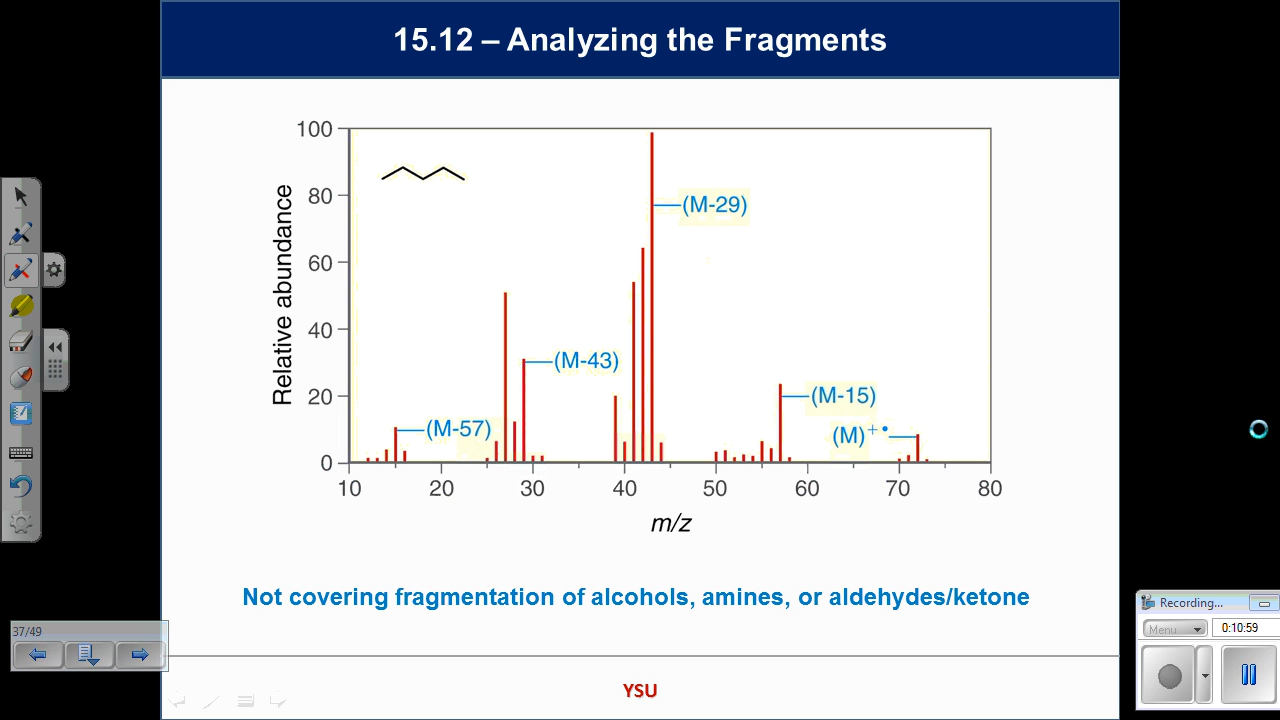 15.12 – Analyzing the Fragments
100
80
60
40
20
0
Relative abundance
(M-29)
(M-43)
(M-15)
(M-57)
(M)+•
10 20 30 40 50 60 70 80
m/z
Not covering fragmentation of alcohols, amines, or aldehydes/ketone
37/49
YSU
Recording...
Menu
0:10:59